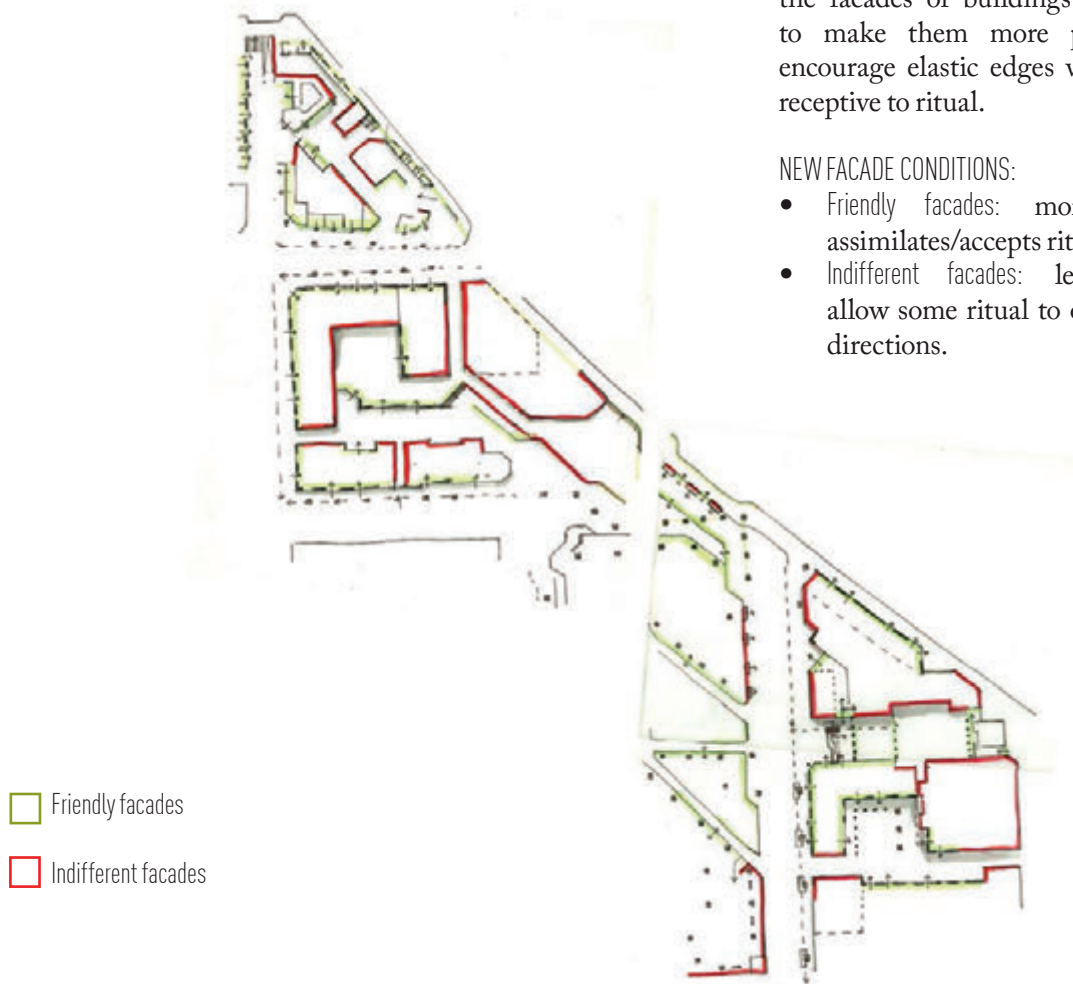 the facades of buildings
to make them more
encourage elastic edges
receptive to ritual.
NEW FACADE CONDITIONS:
• Friendly facades:
assimilates/accepts
• Indifferent facades:
allow some ritual to
directions.
Friendly facades
Indifferent facades